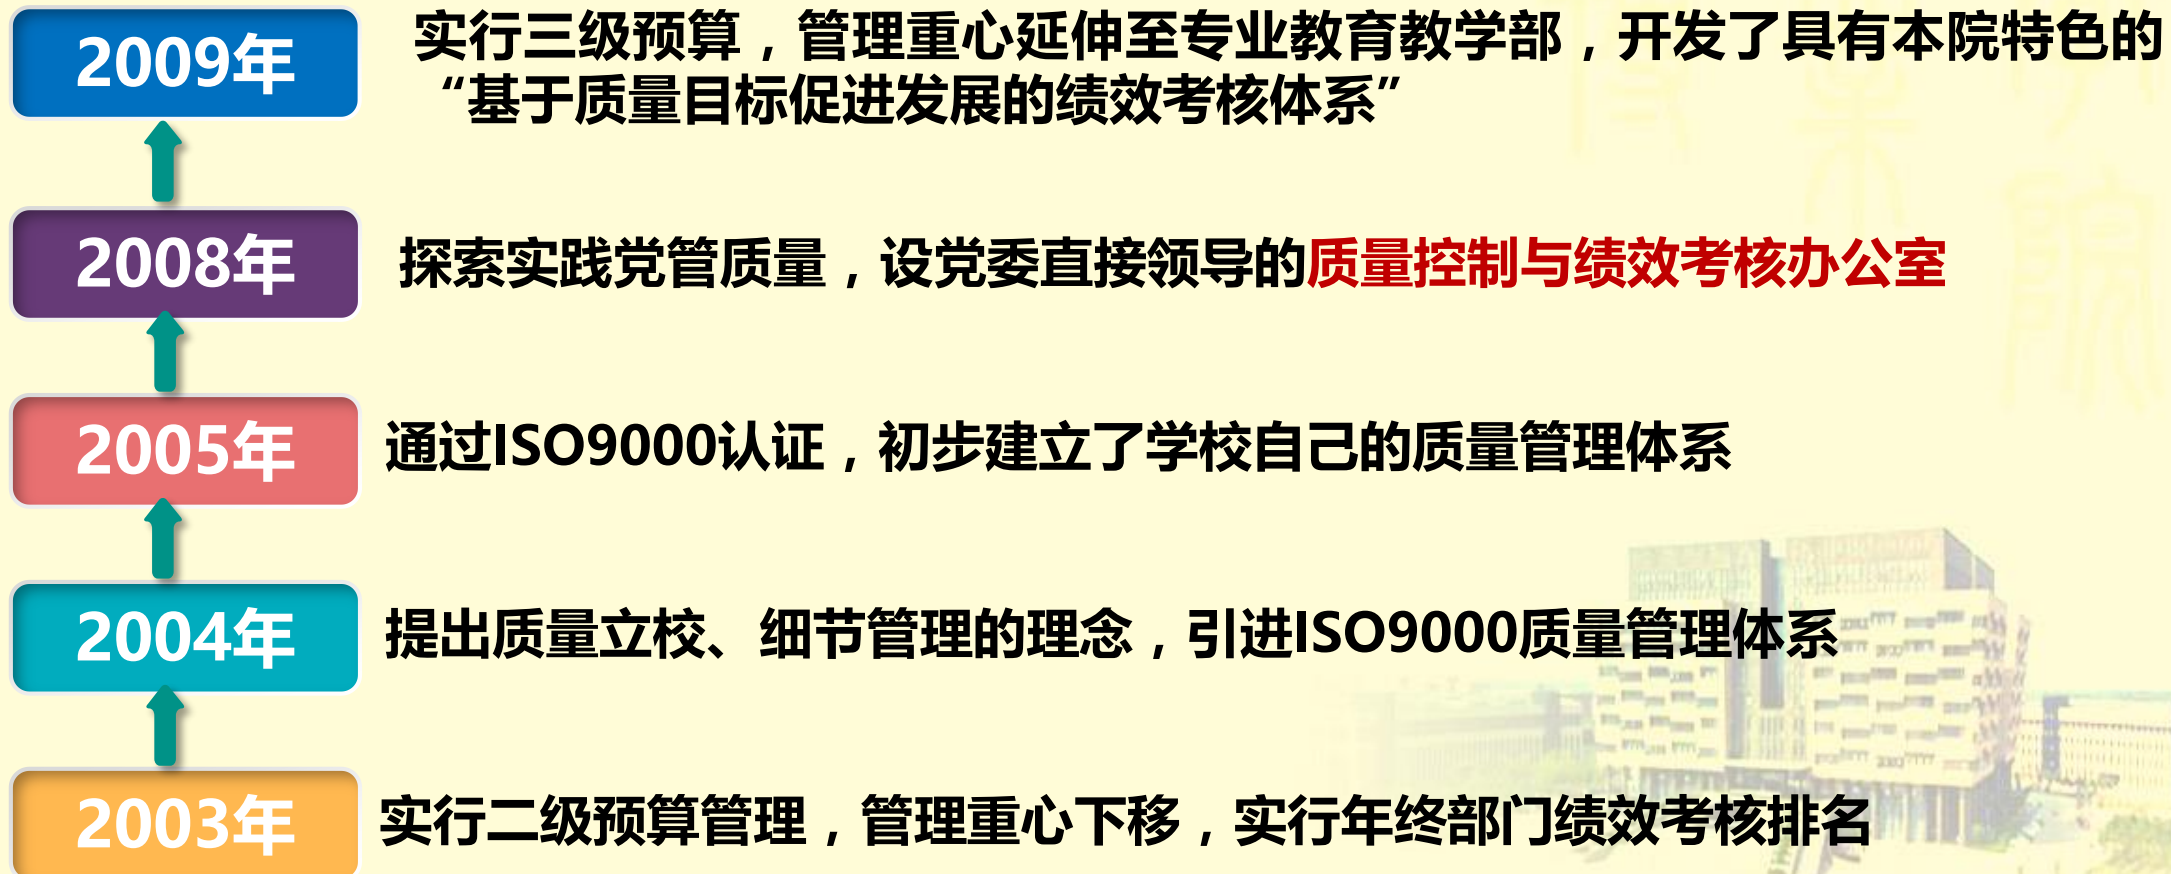 2009年
实行三级预算，管理重心延伸至专业教育教学部，开发了具有本院特色的
“基于质量目标促进发展的绩效考核体系”
2008年
探索实践党管质量，设党委直接领导的质量控制与绩效考核办公室
2005年
通过ISO9000认证，初步建立了学校自己的质量管理体系
2004年
提出质量立校、细节管理的理念，引进ISO9000质量管理体系
2003年
实行二级预算管理，管理重心下移，实行年终部门绩效考核排名